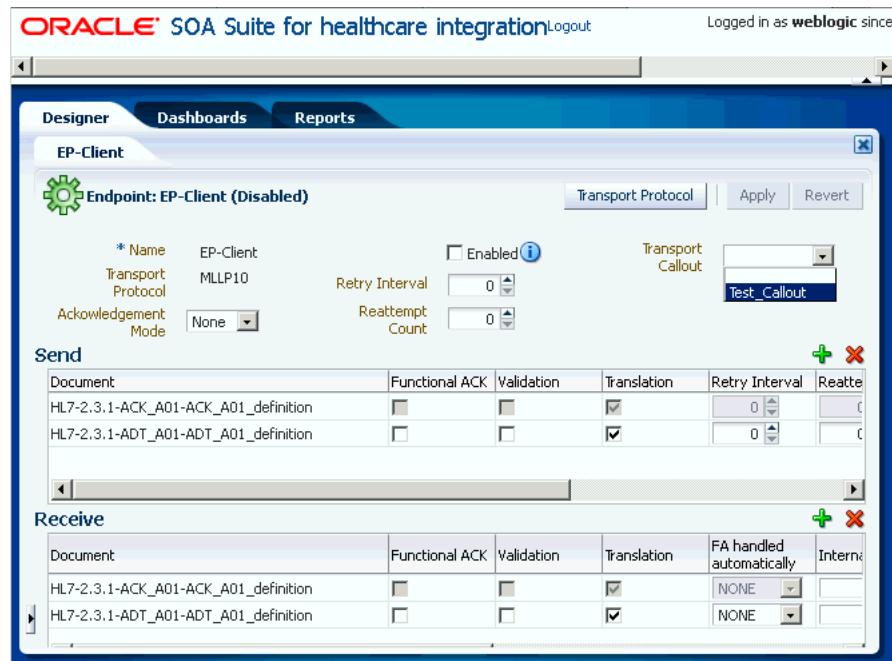 ORACLE SOA Suite for healthcare integration Logout Logged in as weblogic since
Designer Dashboards Reports
EP-Client
Endpoint: EP-Client (Disabled) Transport Protocol Apply Revert
* Name EP-Client Enabled Transport Callout
Transport Protocol MLLP10 Retry Interval 0
Test_Callout
Ackowledgement Mode None Reattempt Count 0
Send
Document Functional ACK Validation Translation Retry Interval Reatte
HL7-2.3.1-ACK_A01-ACK_A01_definition 0 0
HL7-2.3.1-ADT_A01-ADT_A01_definition 0 0
Receive
Document Functional ACK Validation Translation FA handled automatically Interna
HL7-2.3.1-ACK_A01-ACK_A01_definition NONE
HL7-2.3.1-ADT_A01-ADT_A01_definition NONE